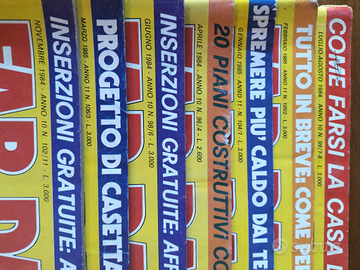 INSERZIONI GRATUITE: A
NOVEMBRE 1984 - ANNO 10 N. 102/11 - L. 3.000
PROGETTO DI CASETTA
MARZO 1985 - ANNO 11 N. 106/3 - L. 3.000
INSERZIONI GRATUITE: AFF
GIUGNO 1984 - ANNO 10 N. 98/6 - L. 3.000
20 PIANI COSTRUTTIVI CO
APRILE 1984 - ANNO 10 N. 96/4 - L. 2.600
SPREMERE PIU' CALDO DAI TE
GENNAIO 1985 - ANNO 11 N. 104/1 - L. 3.000
TUTTO IN BREVE: COME
FEBBRAIO 1985 - ANNO 11 N. 105/2 - L. 3.000
COME FARSI LA CASA
LUGLIO/AGOSTO 1984 - ANNO 10 N. 99/7-8 - L. 3.000